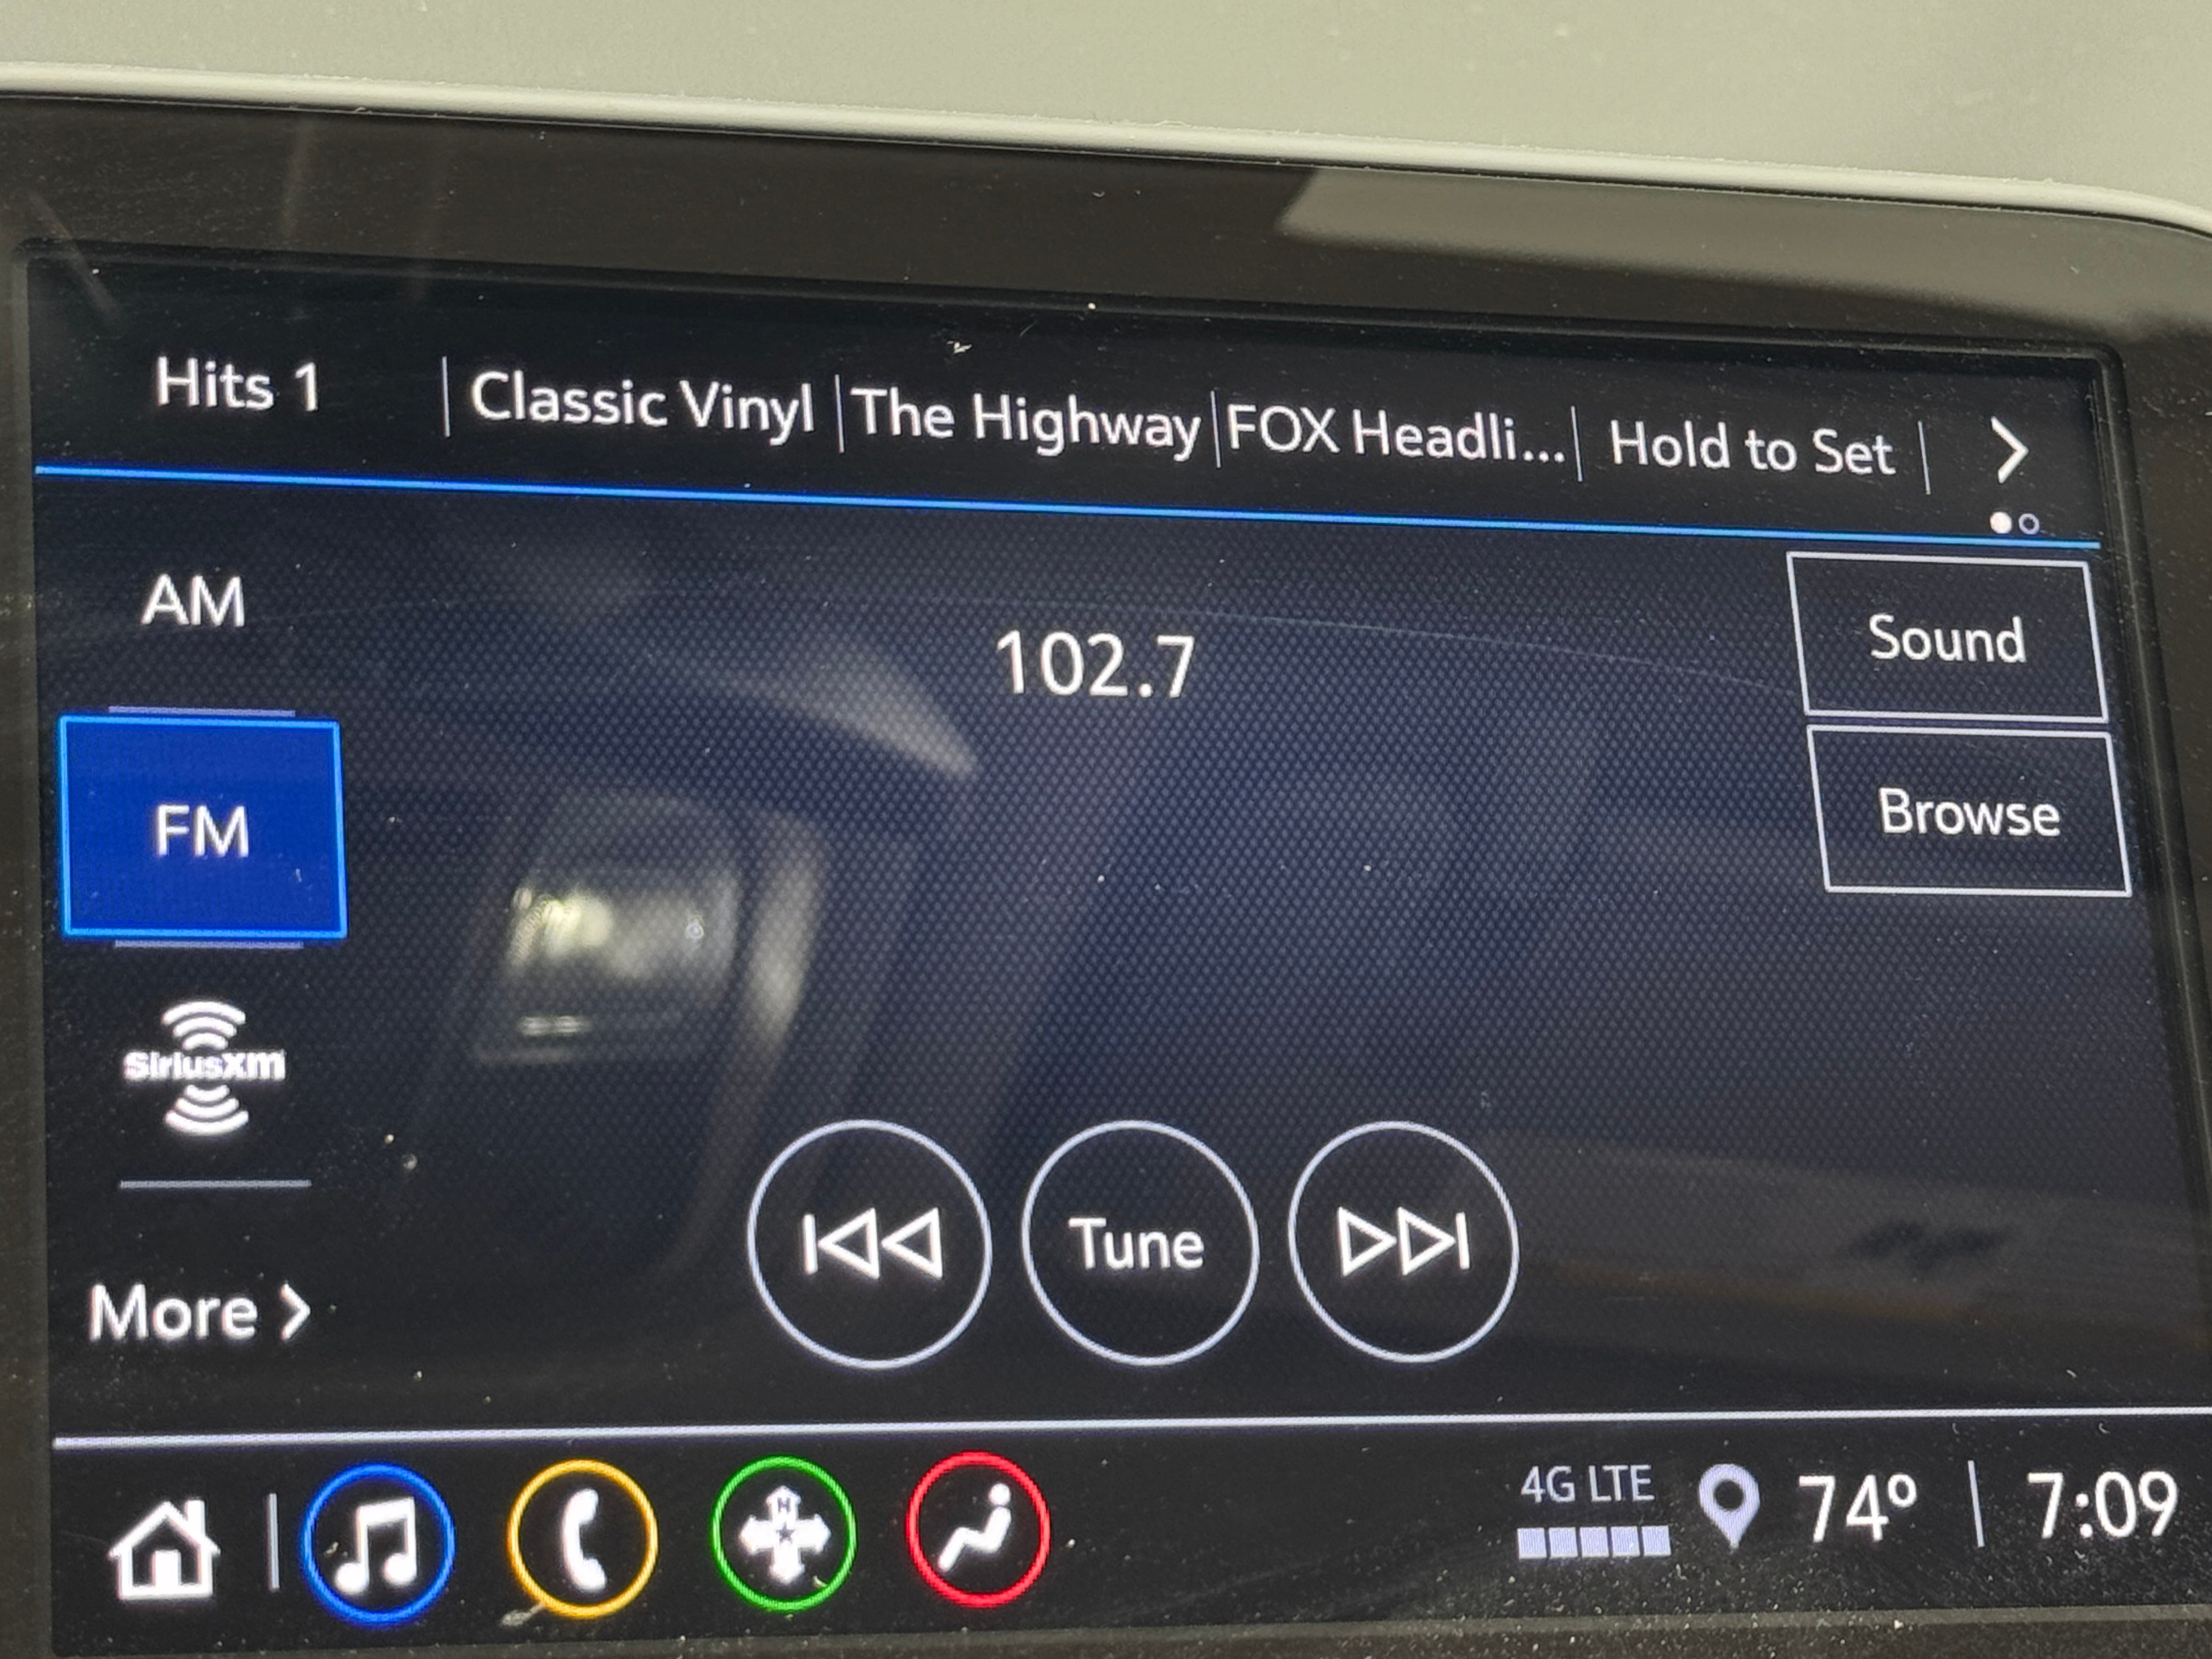 Hits 1 Classic Vinyl The Highway FOX Headli... Hold to Set
AM
102.7
Sound
FM
Browse
SiriusXM
Tune
More
4G LTE
H
74° 7:09